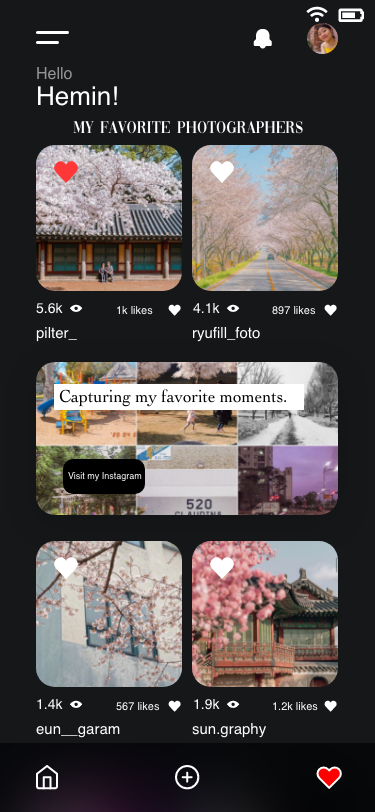 Hello
Hemin!
MY FAVORITE PHOTOGRAPHERS
5.6k
1k likes
4.1k
897 likes
pilter_
ryufill_foto
Capturing my favorite moments.
Visit my Instagram
520
CLAUDINA
1.4k
567 likes
1.9k
1.2k likes
eun__garam
sun.graphy